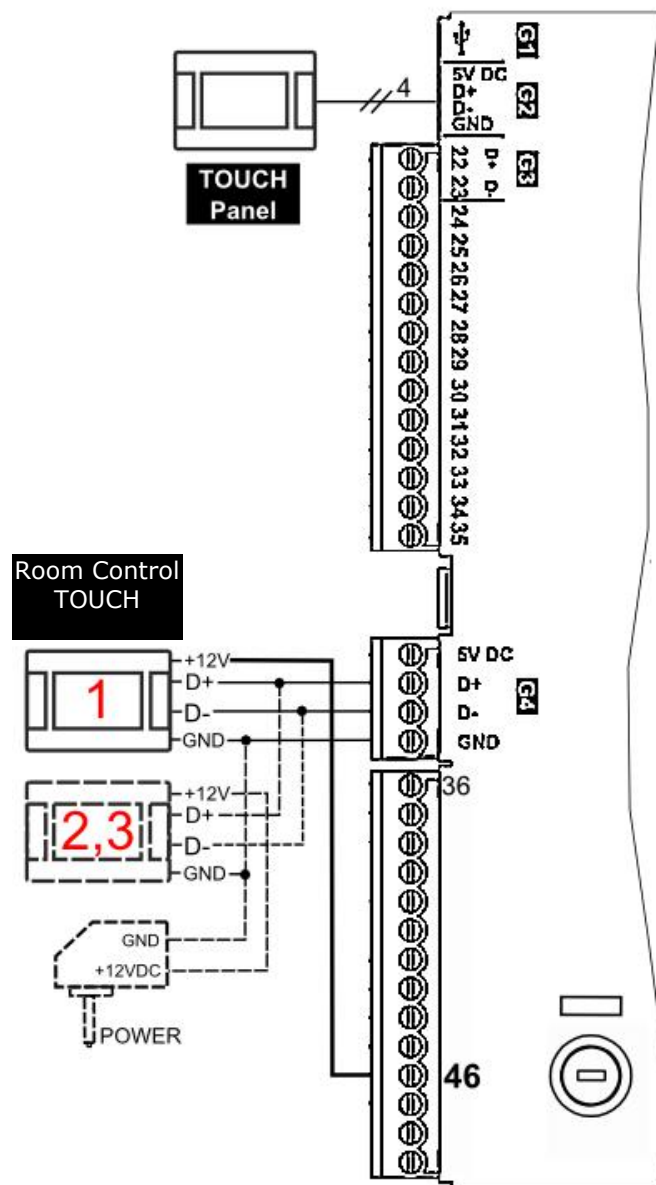 G1
4
5V DC
D+
D-
GND
G2
TOUCH
Panel
22 D+
23 D-
G3
24
25
26
27
28
29
30
31
32
33
34
35
Room Control
TOUCH
+12V
D+
D-
GND
1
5V DC
D+
D-
GND
G4
36
+12V
D+
D-
GND
2,3
GND
+12VDC
POWER
46